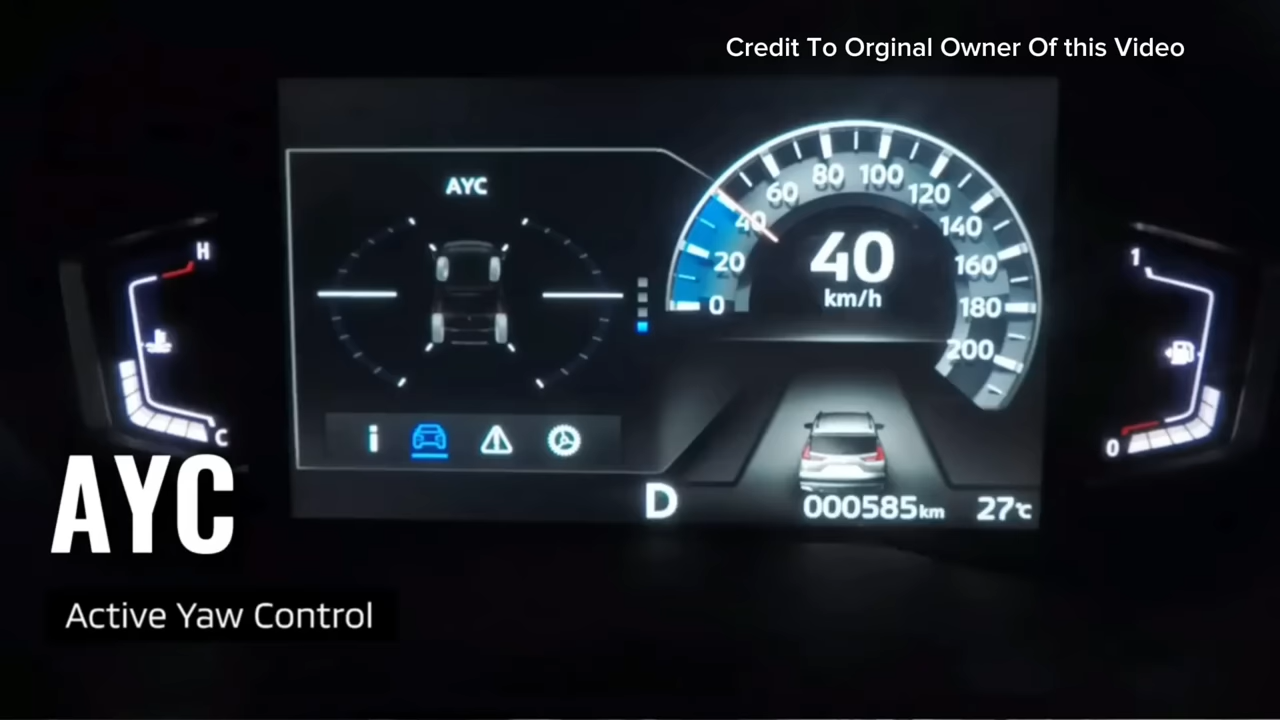 Credit To Orginal Owner Of this Video
AYC
H
C
0
20
40
60
80
100
120
140
160
180
200
40
km/h
1
0
D
000585km
27℃
AYC
Active Yaw Control